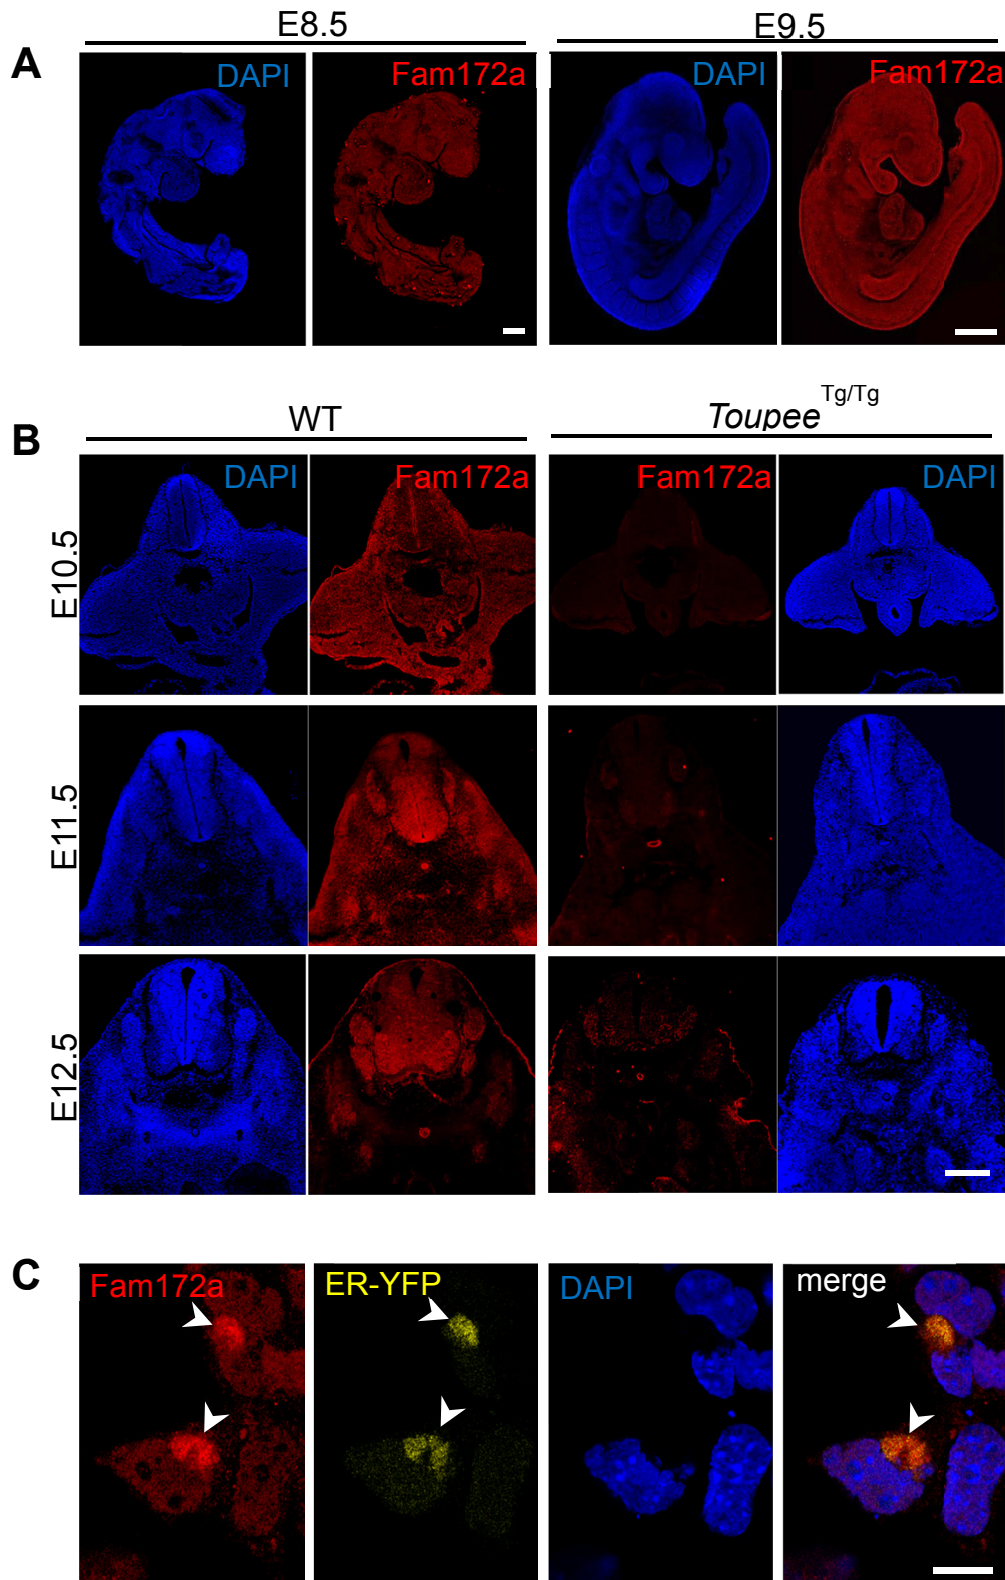 E8.5 E9.5
A
DAPI Fam172a DAPI Fam172a
WT Toupee Tg/Tg
B
DAPI Fam172a Fam172a DAPI
E10.5
E11.5
E12.5
C
Fam172a ER-YFP DAPI merge